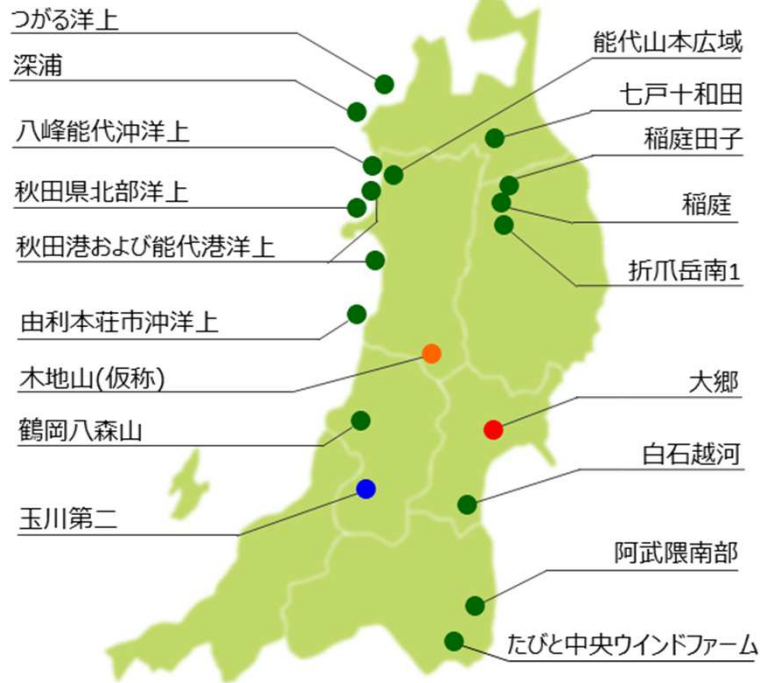 つがる洋上
深浦
八峰能代沖洋上
秋田県北部洋上
秋田港および能代港洋上
由利本荘市沖洋上
木地山(仮称)
鶴岡八森山
玉川第二
能代山本広域
七戸十和田
稲庭田子
稲庭
折爪岳南1
大郷
白石越河
阿武隈南部
たびと中央ウインドファーム